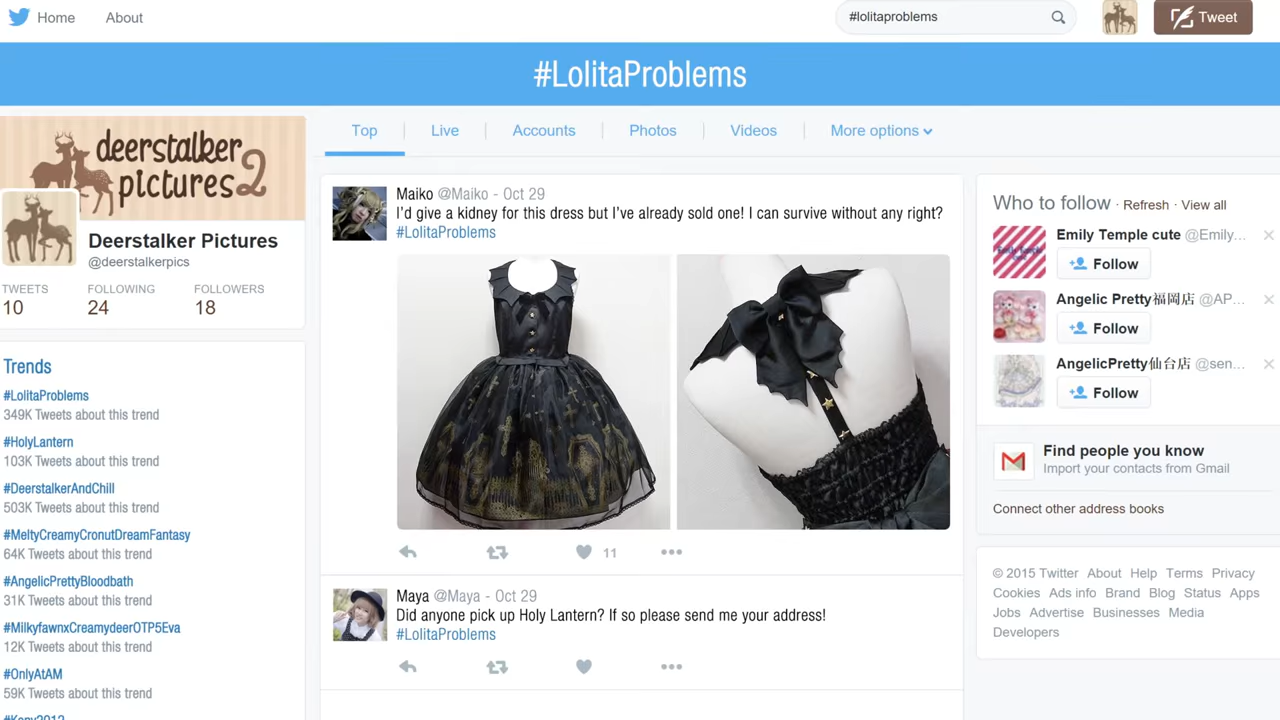 Home About #lolitaproblems Tweet
#LolitaProblems
Top Live Accounts Photos Videos More options
deerstalker
pictures 2
Deerstalker Pictures
@deerstalkerpics
TWEETS FOLLOWING FOLLOWERS
10 24 18
Trends
#LolitaProblems
349K Tweets about this trend
#HolyLantern
103K Tweets about this trend
#DeerstalkerAndChill
503K Tweets about this trend
#MeltyCreamyCronutDreamFantasy
64K Tweets about this trend
#AngelicPrettyBloodbath
31K Tweets about this trend
#MilkyfawnxCreamydeerOTP5Eva
12K Tweets about this trend
#OnlyAtAM
59K Tweets about this trend
Maiko @Maiko - Oct 29
I'd give a kidney for this dress but I've already sold one! I can survive without any right?
#LolitaProblems
11
Maya @Maya - Oct 29
Did anyone pick up Holy Lantern? If so please send me your address!
#LolitaProblems
Who to follow · Refresh · View all
Emily Temple cute @Emily...
Follow
Angelic Pretty福岡店 @AP...
Follow
AngelicPretty仙台店 @sen...
Follow
Find people you know
Import your contacts from Gmail
Connect other address books
© 2015 Twitter About Help Terms Privacy
Cookies Ads info Brand Blog Status Apps
Jobs Advertise Businesses Media
Developers